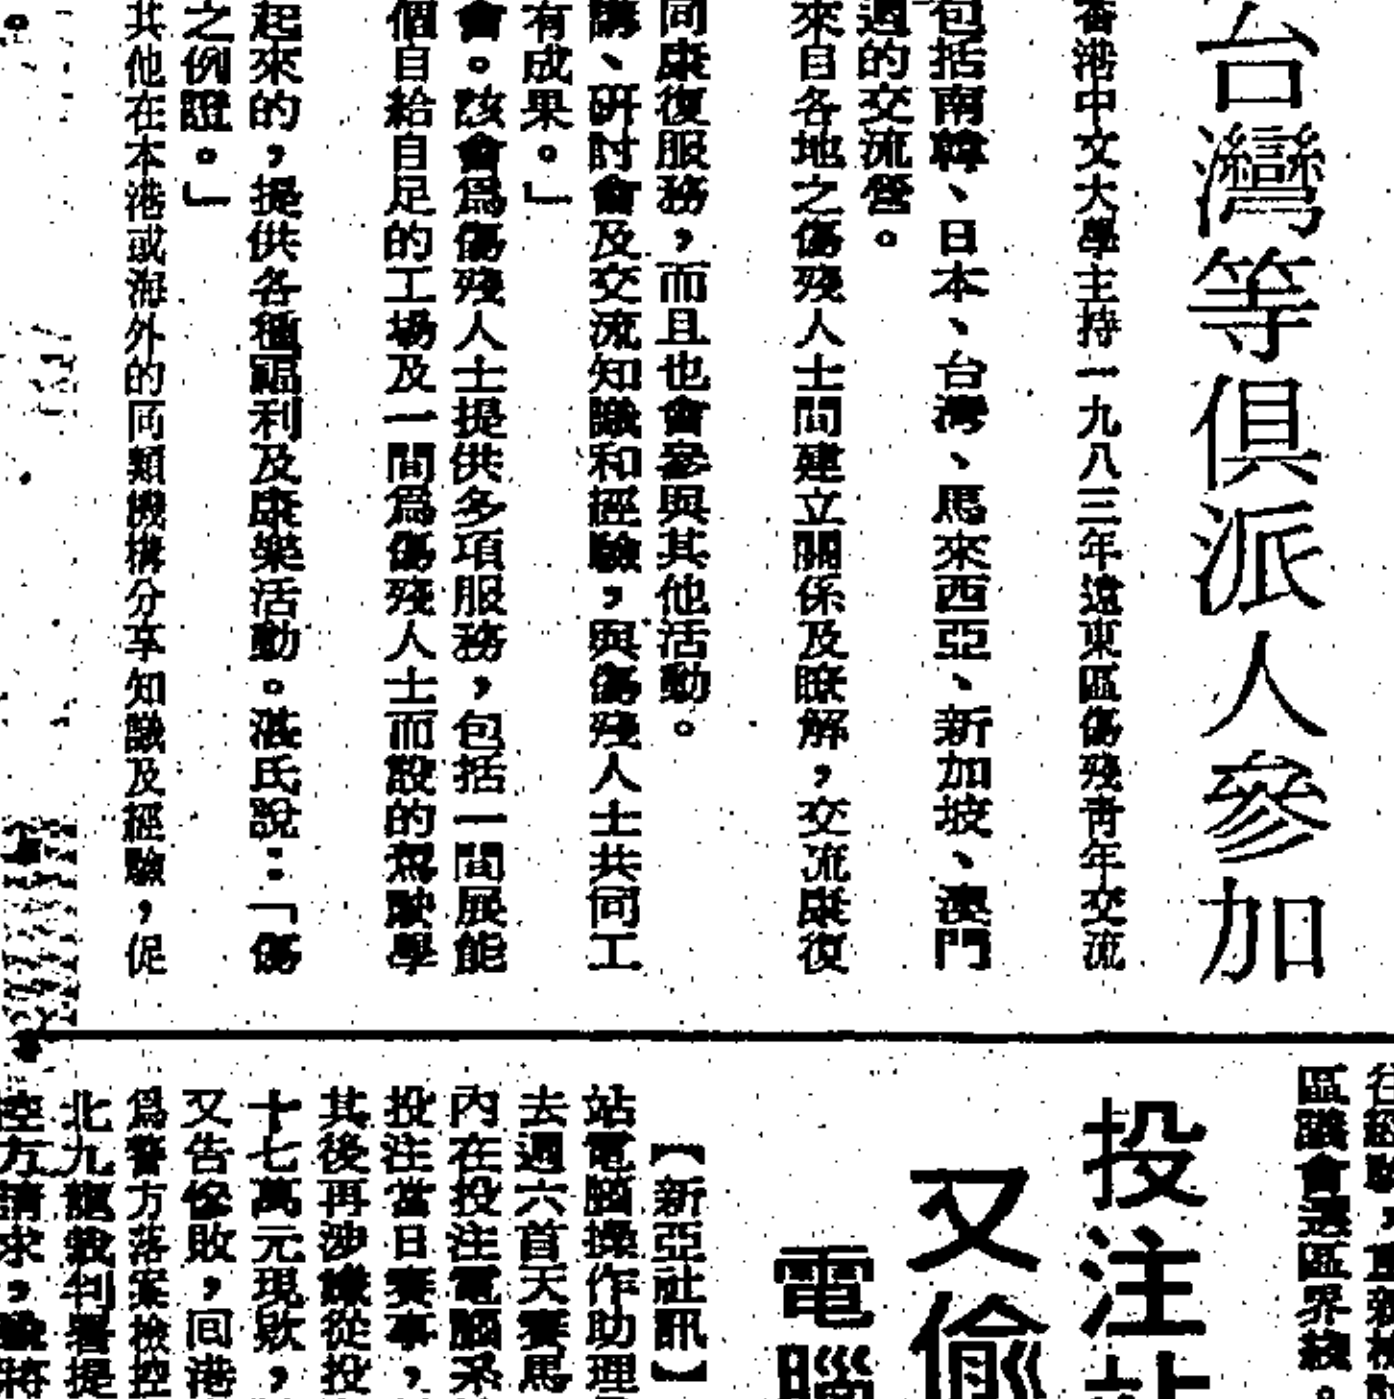 台灣等俱派人參加
香港中文大學主持一九八三年遠東區傷殘青年交流
包括南韓、日本、台灣、馬來西亞、新加坡、澳門
週的交流營。
來自各地之傷殘人士間建立關係及瞭解，交流康復
同康復服務，而且也會參與其他活動。
講、研討會及交流知識和經驗，與傷殘人士共同工
有成果。」
會。該會爲傷殘人士提供多項服務，包括一間展能
個自給自足的工場及一間爲傷殘人士而設的駕駛學
起來的，提供各種福利及康樂活動。湛氏說：「傷
之例證。」
其他在本港或海外的同類機構分享知識及經驗，促
。
區議會選區界綫，
投注站
又偷
電腦
【新亞社訊】
站電腦操作助理
去週六首天賽馬
內在投注電腦系
投注當日賽事，
其後再涉嫌從投
十七萬元現欵，
又告慘敗，回港
爲警方落案檢控
北九龍裁判署提
控方請求，將